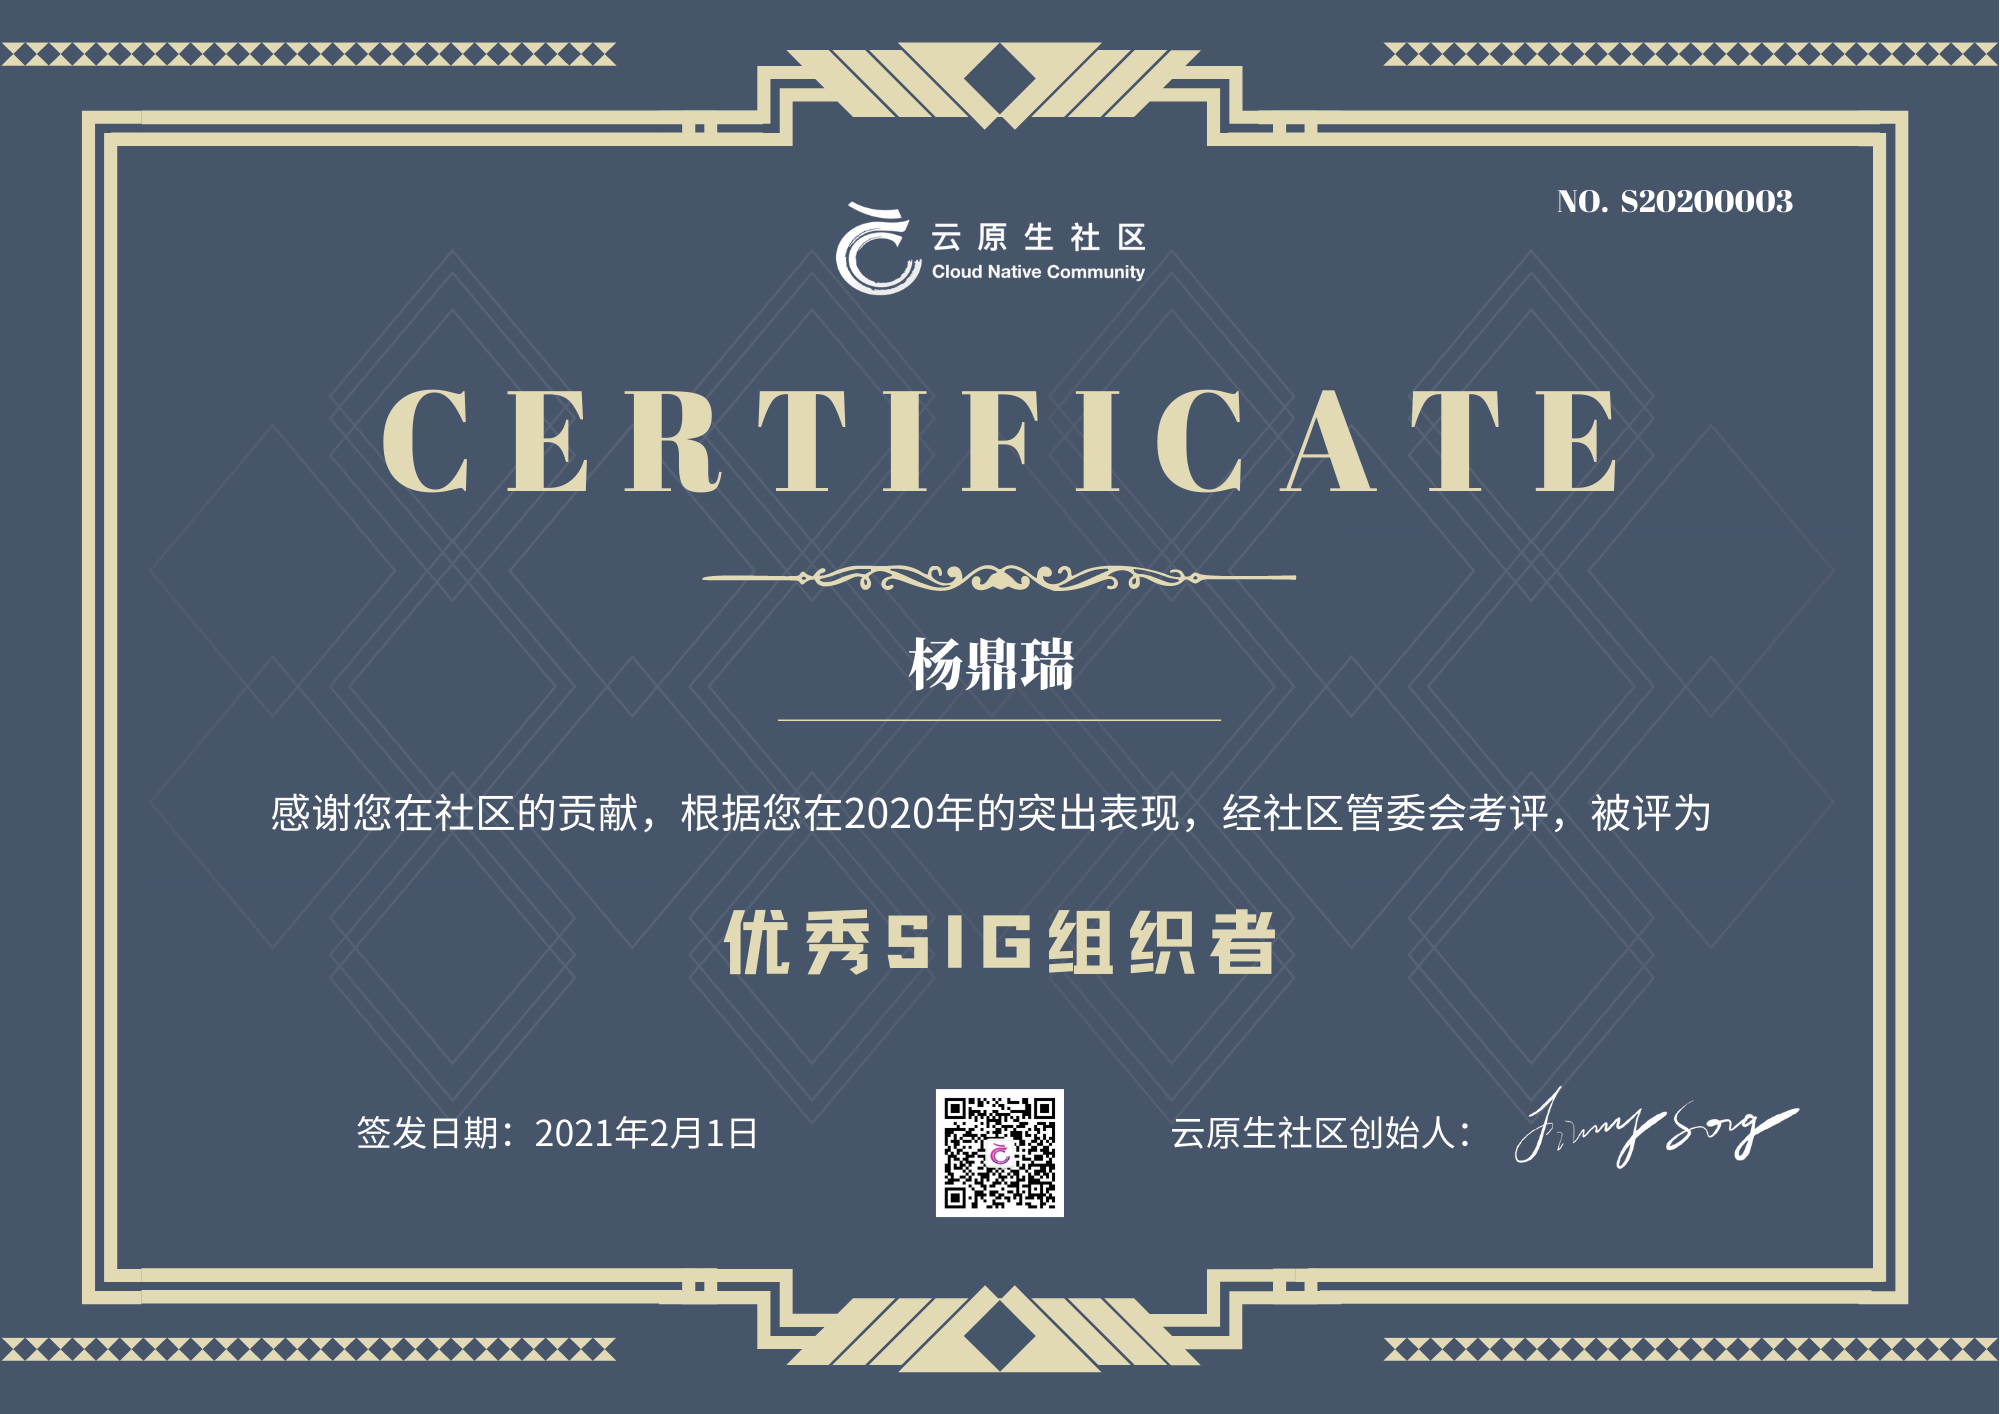 NO. S20200003
云原生社区
Cloud Native Community
CERTIFICATE
杨鼎瑞
感谢您在社区的贡献，根据您在2020年的突出表现，经社区管委会考评，被评为
优秀SIG组织者
签发日期：2021年2月1日
云原生社区创始人：Jimmy Song